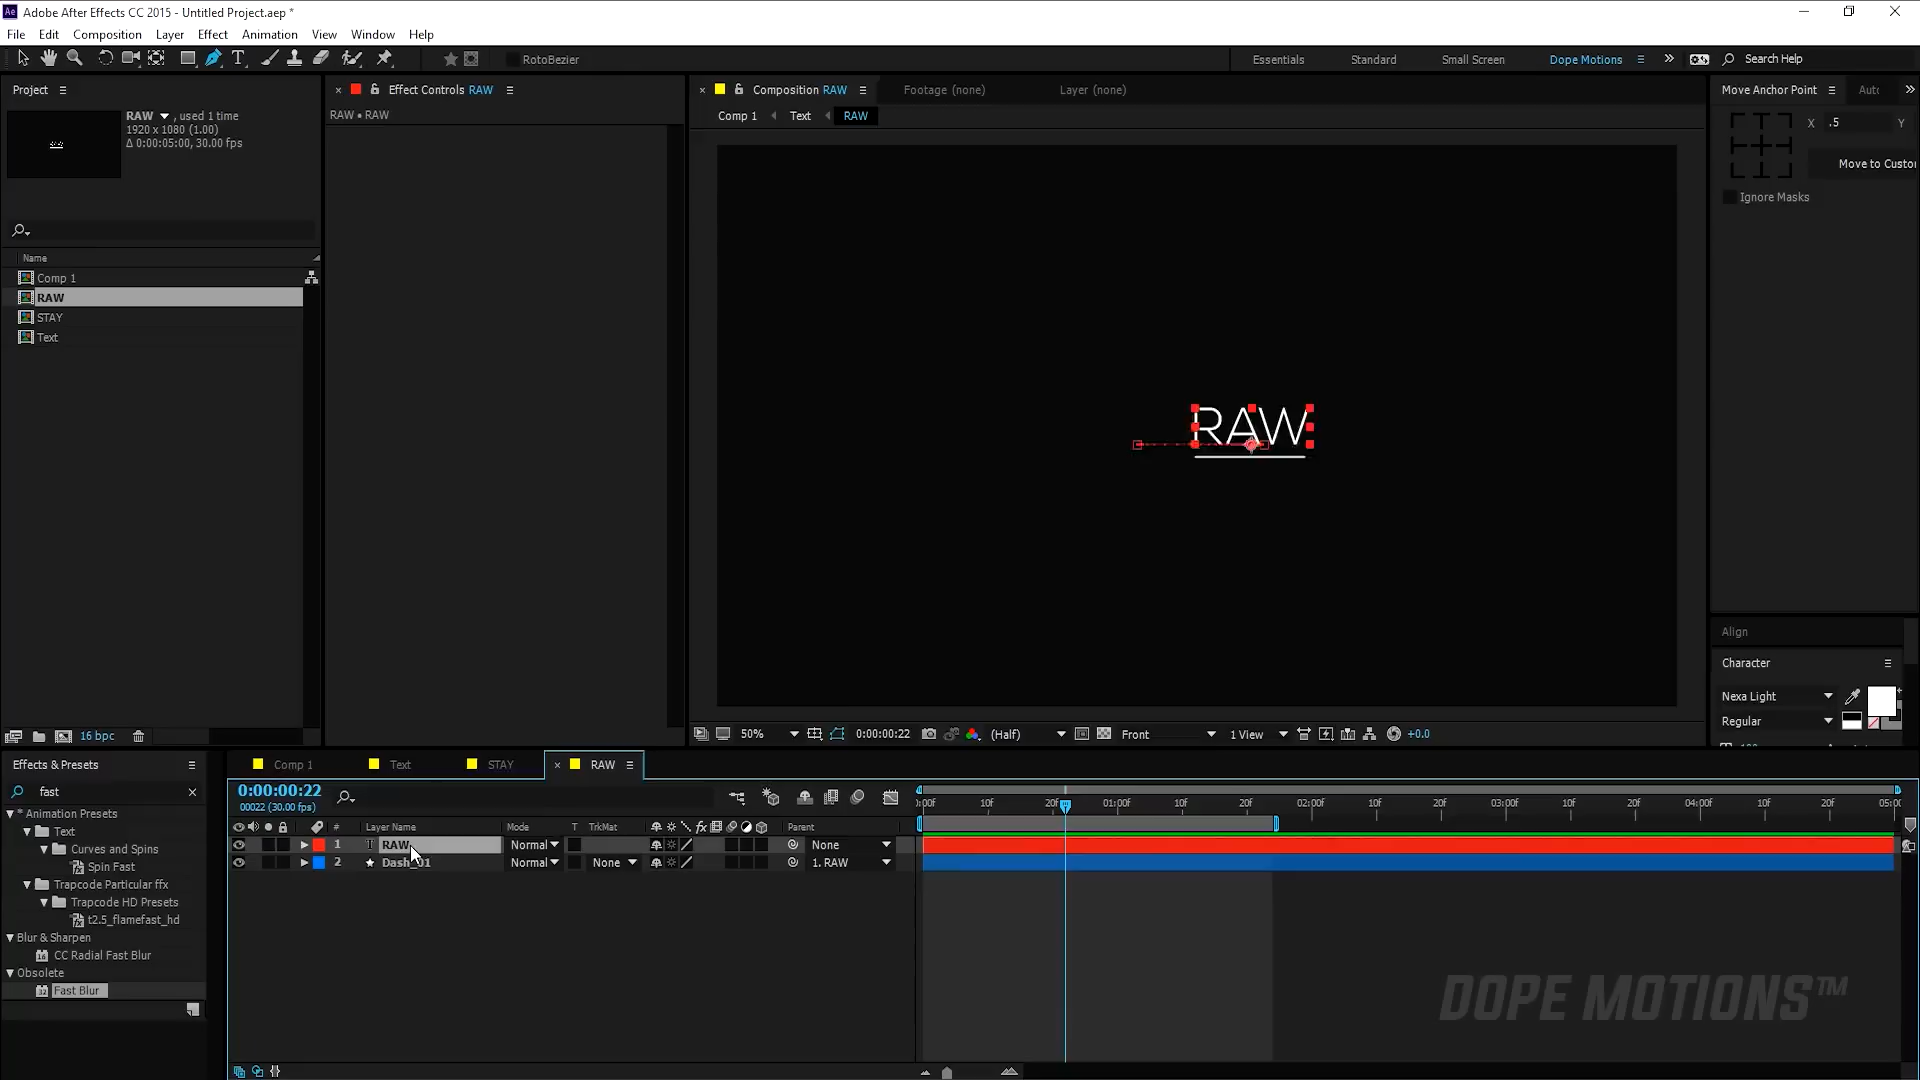 Ae Adobe After Effects CC 2015 - Untitled Project.aep *
File Edit Composition Layer Effect Animation View Window Help
RotoBezier Essentials Standard Small Screen Dope Motions Search Help
Project
RAW , used 1 time
1920 x 1080 (1.00)
Δ 0:00:05:00, 30.00 fps
Name
Comp 1
RAW
STAY
Text
16 bpc
Effect Controls RAW
RAW • RAW
Composition RAW Footage (none) Layer (none)
Comp 1 Text RAW
RAW
50% 0:00:00:22 (Half) Front 1 View +0.0
Move Anchor Point
X .5 Y
Move to Custo
Ignore Masks
Align
Character
Nexa Light
Regular
Effects & Presets
fast
* Animation Presets
Text
Curves and Spins
Spin Fast
Trapcode Particular ffx
Trapcode HD Presets
t2.5_flamefast_hd
Blur & Sharpen
CC Radial Fast Blur
Obsolete
Fast Blur
Comp 1 Text STAY RAW
0:00:00:22
00022 (30.00 fps)
# Layer Name Mode T TrkMat Parent
1 T RAW Normal None
2 Dash_01 Normal None 1. RAW
:00f 10f 20f 01:00f 10f 20f 02:00f 10f 20f 03:00f 10f 20f 04:00f 10f 20f 05:00
DOPE MOTIONS™